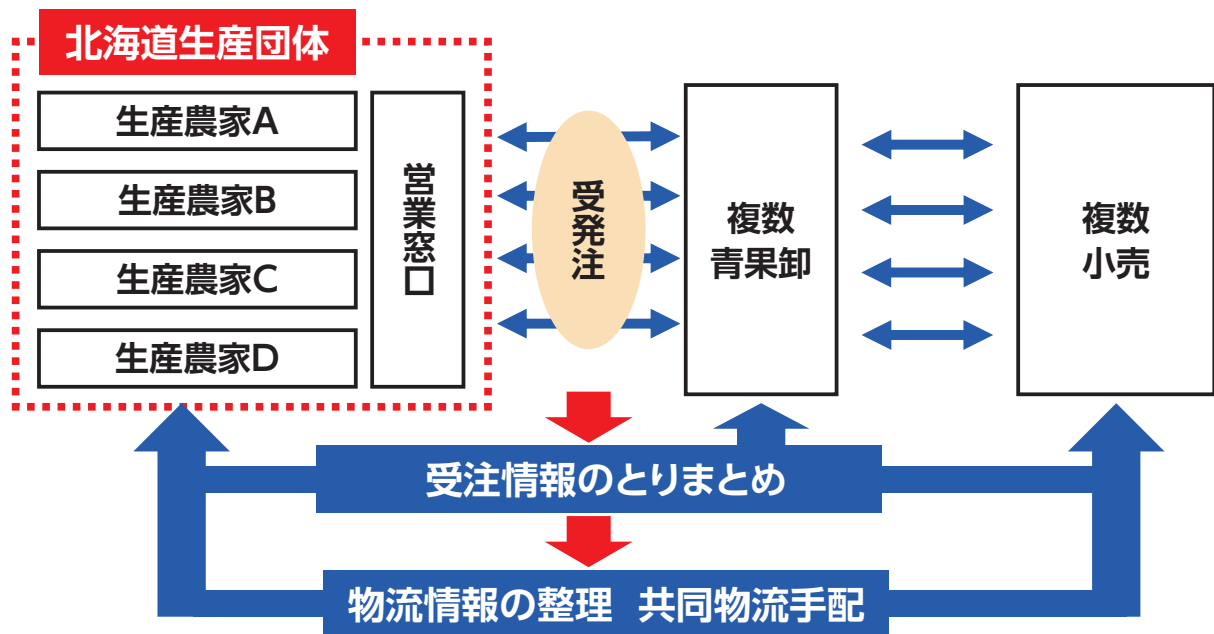 北海道生産団体
生産農家A
生産農家B
生産農家C
生産農家D
営業窓口
受発注
複数
青果卸
複数
小売
受注情報のとりまとめ
物流情報の整理 共同物流手配